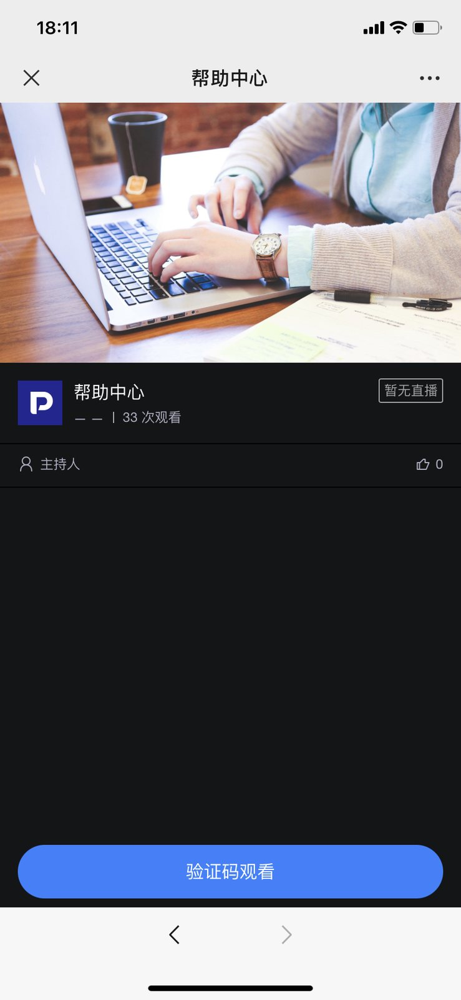 18:11
帮助中心
帮助中心
暂无直播
— — | 33 次观看
主持人
0
验证码观看